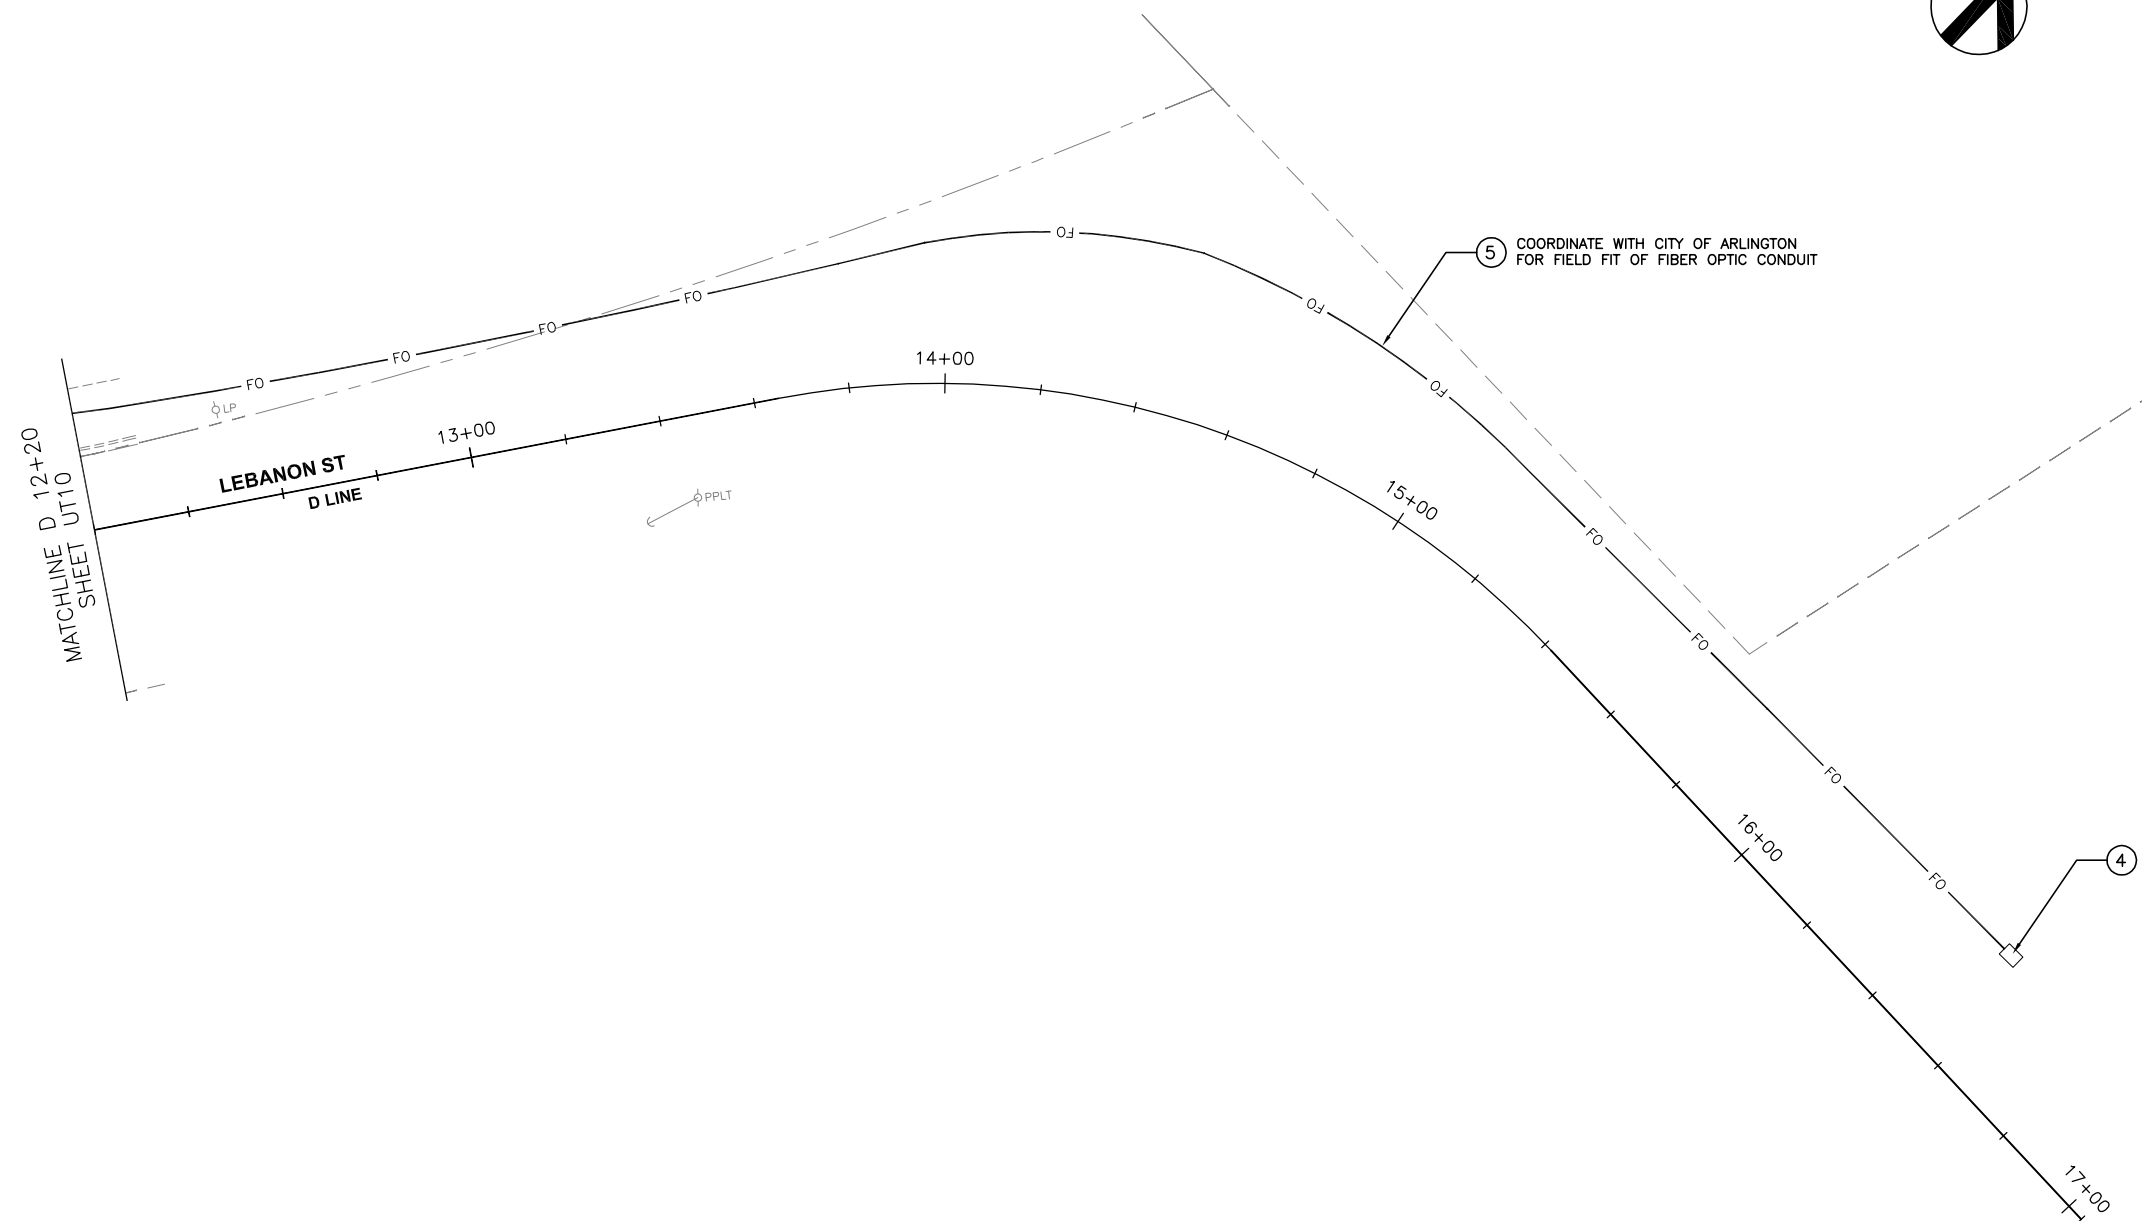 FO
COORDINATE WITH CITY OF ARLINGTON
FOR FIELD FIT OF FIBER OPTIC CONDUIT
5
FO
FO
FO
FO
14+00
FO
LP
FO
13+00
15+00
LEBANON ST
D LINE
PPLT
MATCHLINE D 12+20
SHEET UT10
FO
FO
FO
FO
16+00
4
FO
17+00